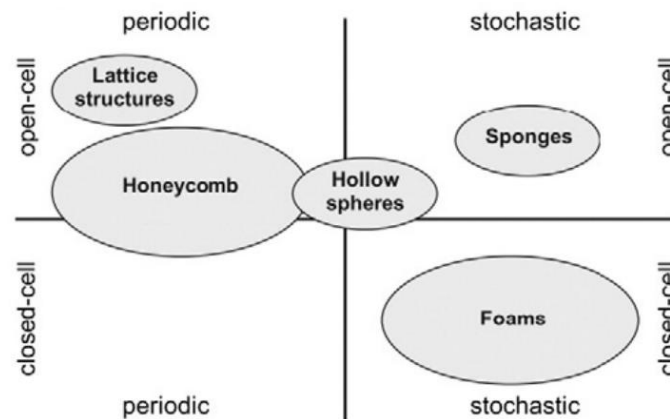 periodic
stochastic
open-cell
Lattice
structures
Sponges
open-cell
Honeycomb
Hollow
spheres
closed-cell
Foams
closed-cell
periodic
stochastic